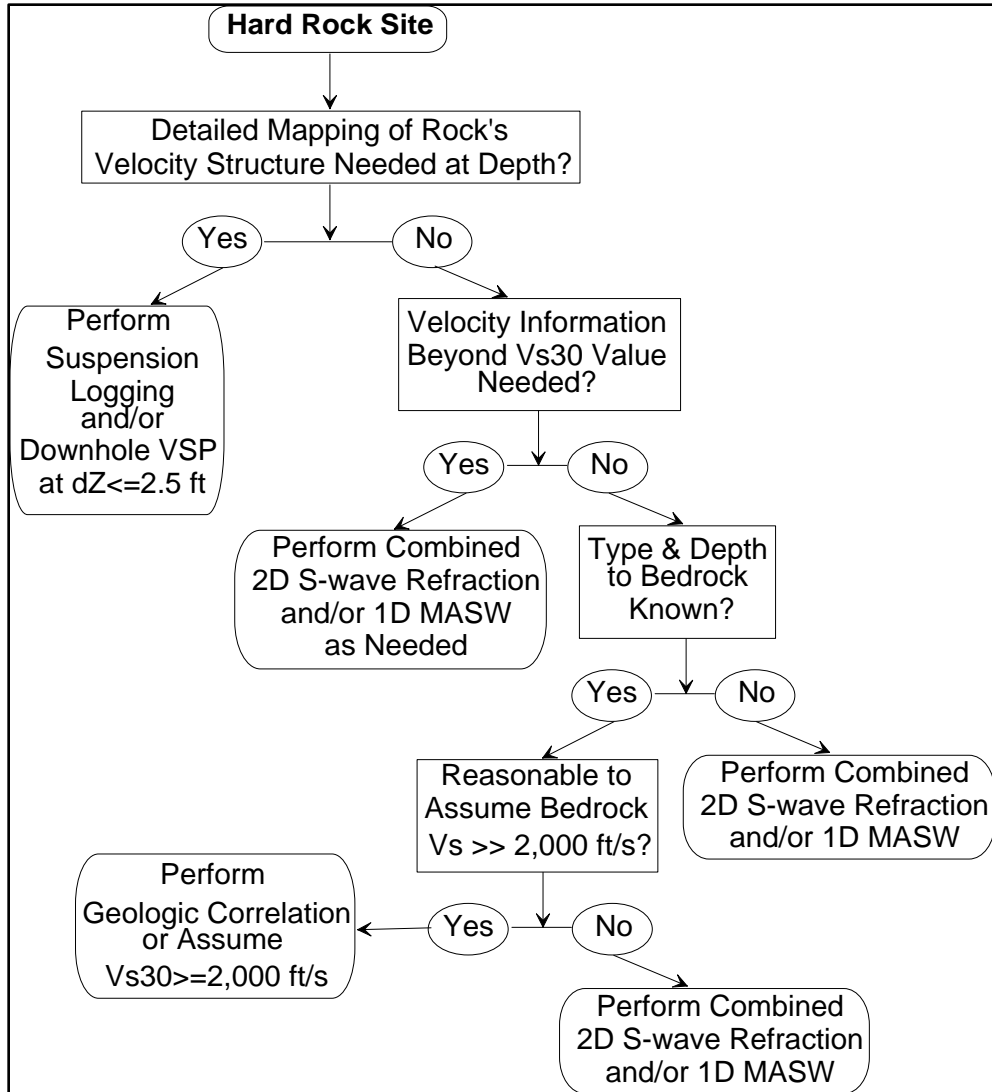 Hard Rock Site
Detailed Mapping of Rock's
Velocity Structure Needed at Depth?
Yes
No
Perform
Suspension
Logging
and/or
Downhole VSP
at dZ<=2.5 ft
Velocity Information
Beyond Vs30 Value
Needed?
Yes
No
Perform Combined
2D S-wave Refraction
and/or 1D MASW
as Needed
Type & Depth
to Bedrock
Known?
Yes
No
Reasonable to
Assume Bedrock
Vs >> 2,000 ft/s?
Perform Combined
2D S-wave Refraction
and/or 1D MASW
Yes
No
Perform
Geologic Correlation
or Assume
Vs30>=2,000 ft/s
Perform Combined
2D S-wave Refraction
and/or 1D MASW